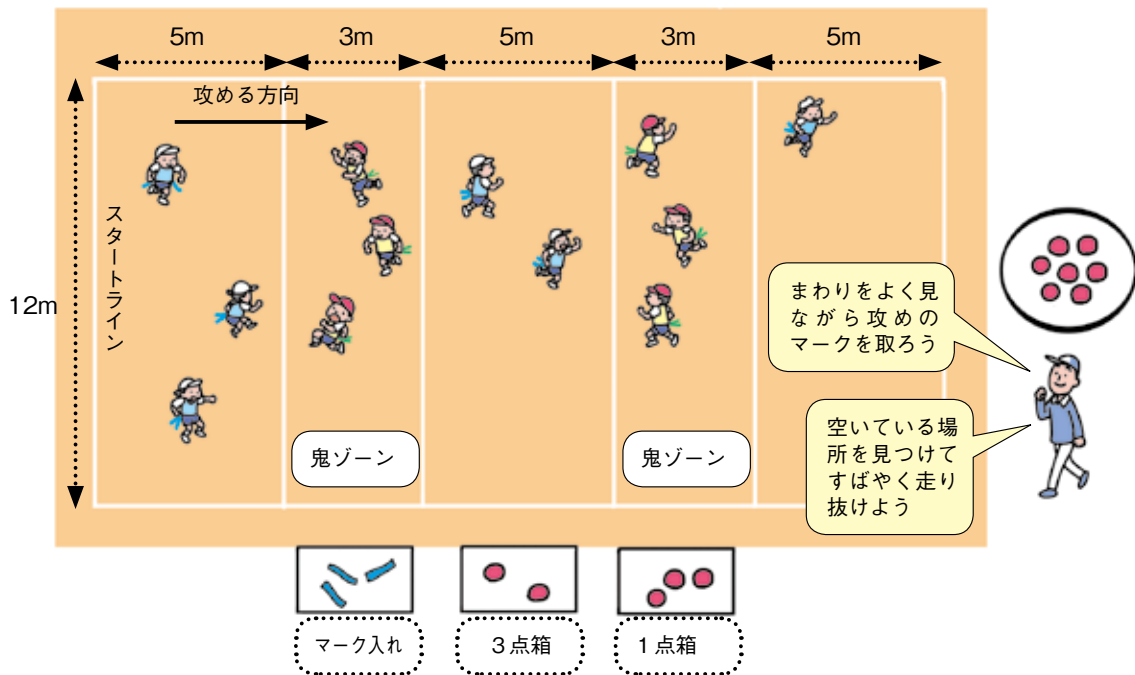 5m
3m
5m
3m
5m
攻める方向
スタートライン
12m
まわりをよく見
ながら攻めの
マークを取ろう
空いている場
所を見つけて
すばやく走り
抜けよう
鬼ゾーン
鬼ゾーン
マーク入れ
3点箱
1点箱